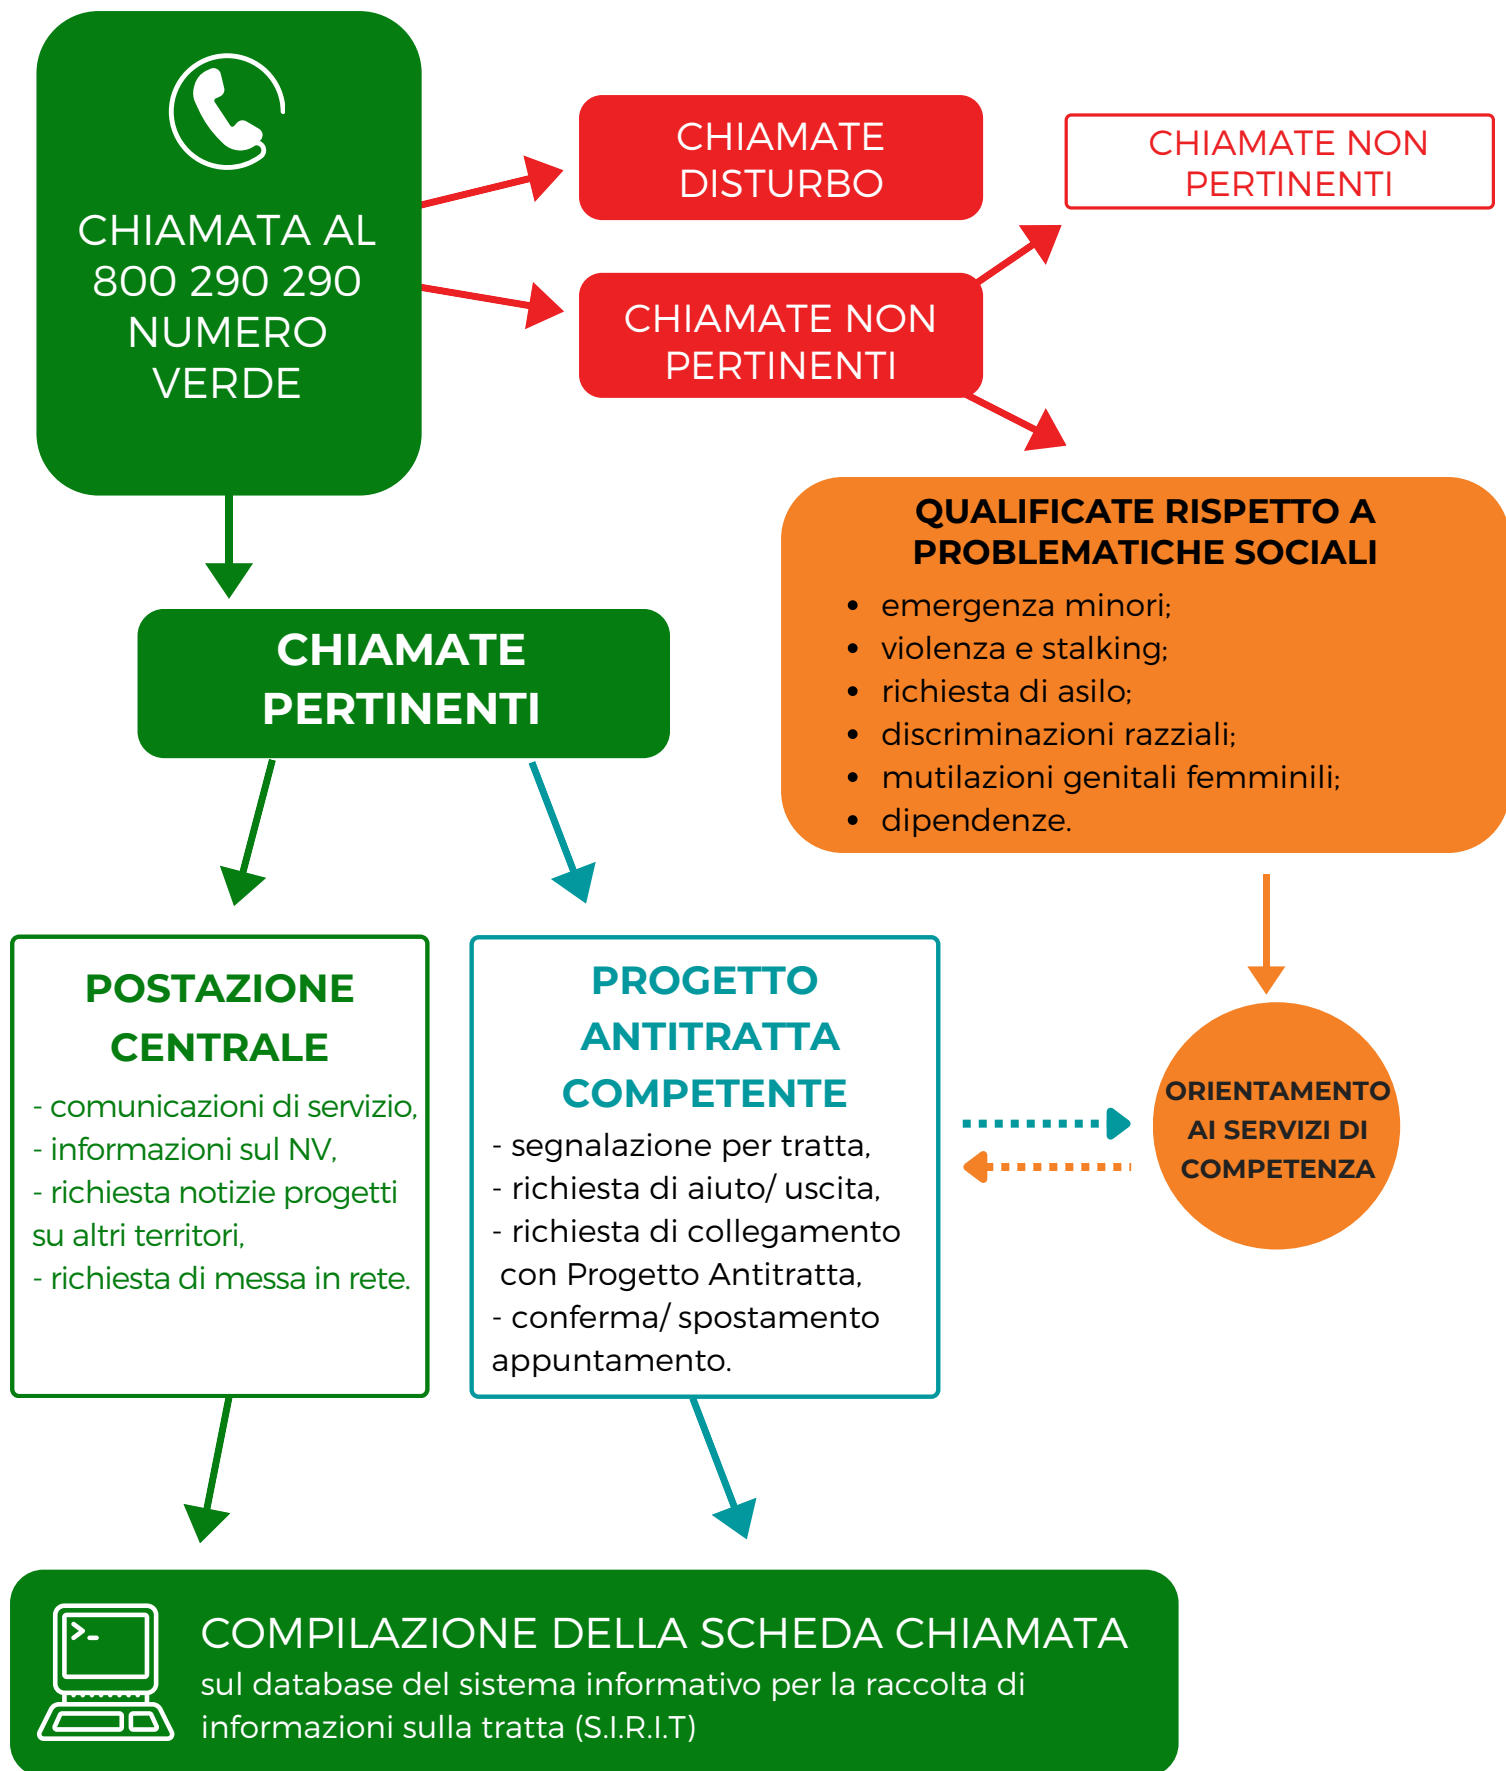 CHIAMATA AL
800 290 290
NUMERO
VERDE
CHIAMATE
DISTURBO
CHIAMATE NON
PERTINENTI
CHIAMATE NON
PERTINENTI
QUALIFICATE RISPETTO A
PROBLEMATICHE SOCIALI
• emergenza minori;
• violenza e stalking;
• richiesta di asilo;
• discriminazioni razziali;
• mutilazioni genitali femminili;
• dipendenze.
CHIAMATE
PERTINENTI
POSTAZIONE
CENTRALE
- comunicazioni di servizio,
- informazioni sul NV,
- richiesta notizie progetti
su altri territori,
- richiesta di messa in rete.
PROGETTO
ANTITRATTA
COMPETENTE
- segnalazione per tratta,
- richiesta di aiuto/ uscita,
- richiesta di collegamento
con Progetto Antitratta,
- conferma/ spostamento
appuntamento.
ORIENTAMENTO
AI SERVIZI DI
COMPETENZA
>_
COMPILAZIONE DELLA SCHEDA CHIAMATA
sul database del sistema informativo per la raccolta di
informazioni sulla tratta (S.I.R.I.T)